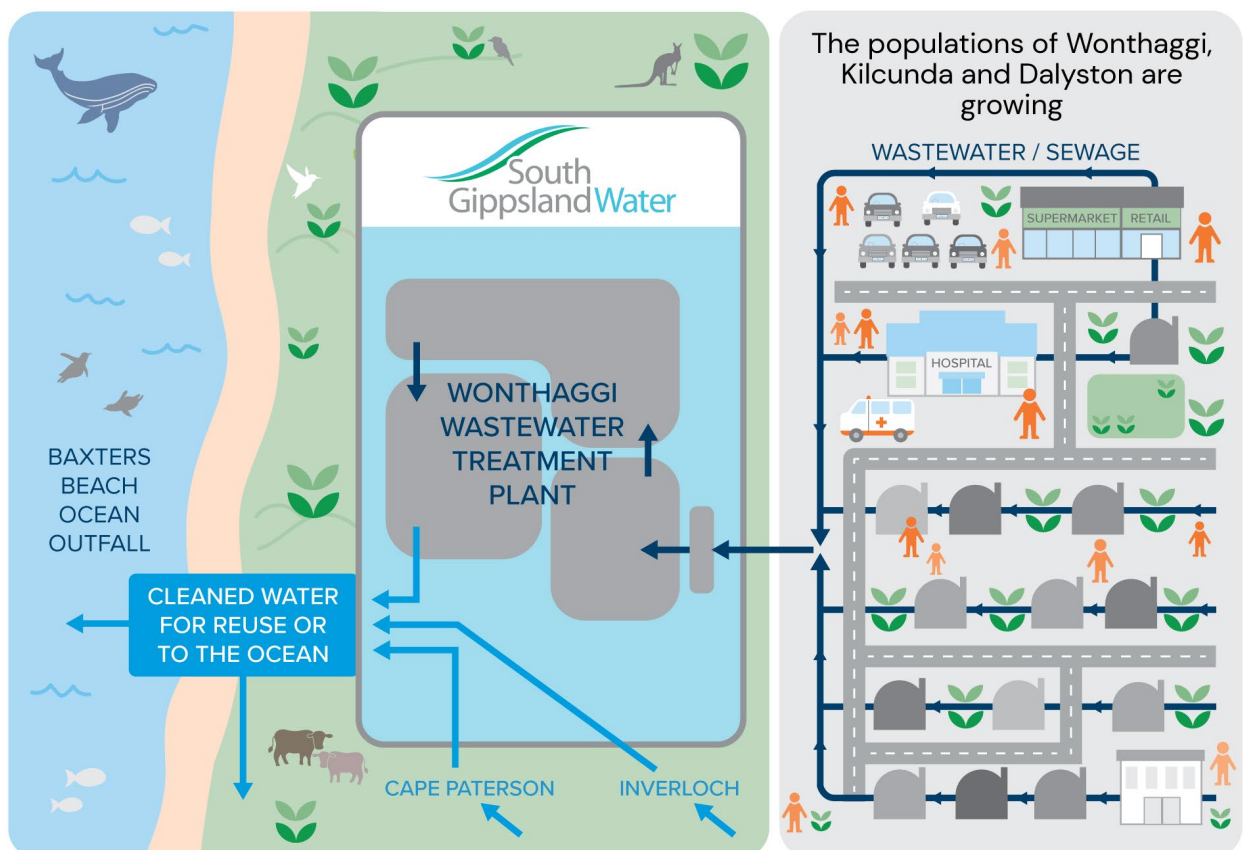 The populations of Wonthaggi,
Kilcunda and Dalyston are
growing
WASTEWATER / SEWAGE
SUPERMARKET
RETAIL
HOSPITAL
South
Gippsland Water
WONTHAGGI
WASTEWATER
TREATMENT
PLANT
BAXTERS
BEACH
OCEAN
OUTFALL
CLEANED WATER
FOR REUSE OR
TO THE OCEAN
CAPE PATERSON
INVERLOCH